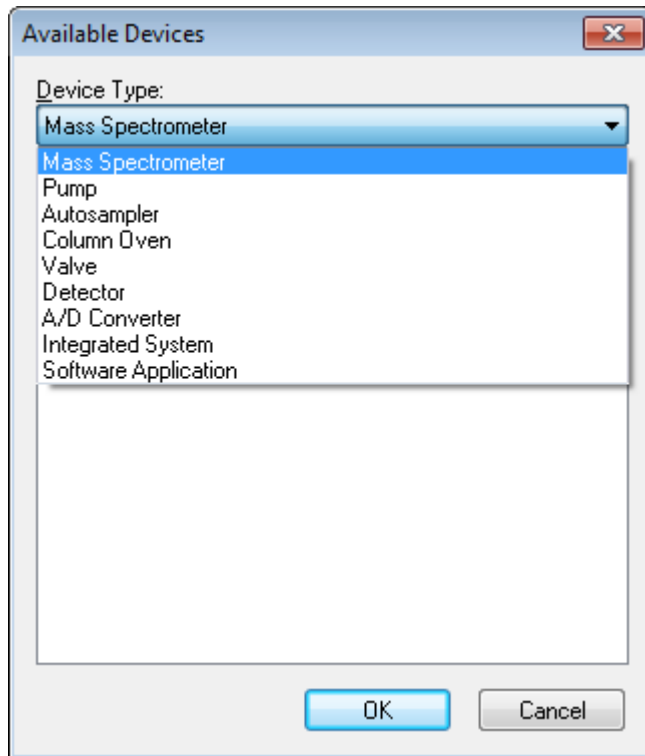 Available Devices
Device Type:
Mass Spectrometer
Mass Spectrometer
Pump
Autosampler
Column Oven
Valve
Detector
A/D Converter
Integrated System
Software Application
OK
Cancel